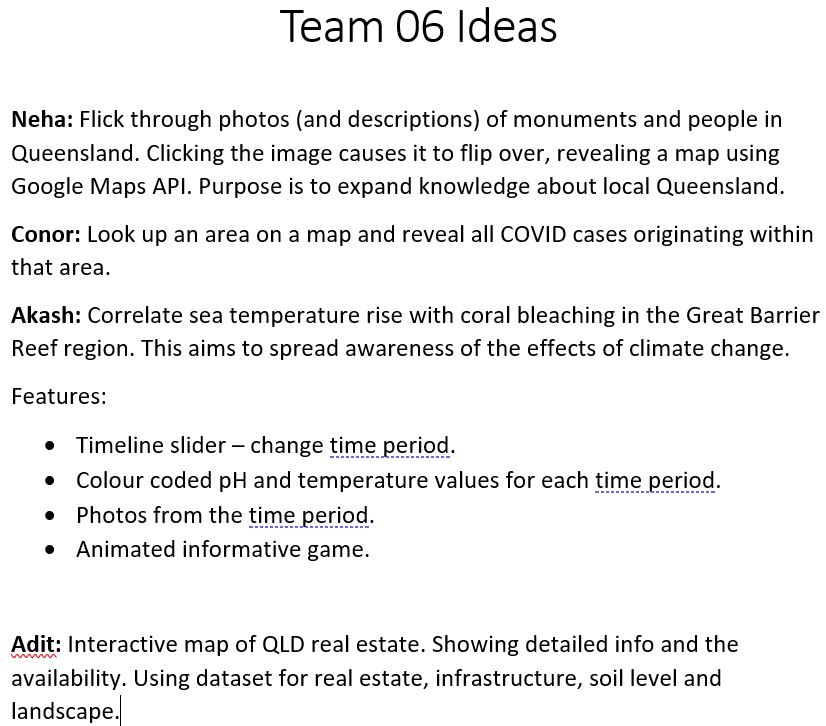 Team 06 Ideas
Neha: Flick through photos (and descriptions) of monuments and people in
Queensland. Clicking the image causes it to flip over, revealing a map using
Google Maps API. Purpose is to expand knowledge about local Queensland.
Conor: Look up an area on a map and reveal all COVID cases originating within
that area.
Akash: Correlate sea temperature rise with coral bleaching in the Great Barrier
Reef region. This aims to spread awareness of the effects of climate change.
Features:
• Timeline slider – change time period.
• Colour coded pH and temperature values for each time period.
• Photos from the time period.
• Animated informative game.
Adit: Interactive map of QLD real estate. Showing detailed info and the
availability. Using dataset for real estate, infrastructure, soil level and
landscape.